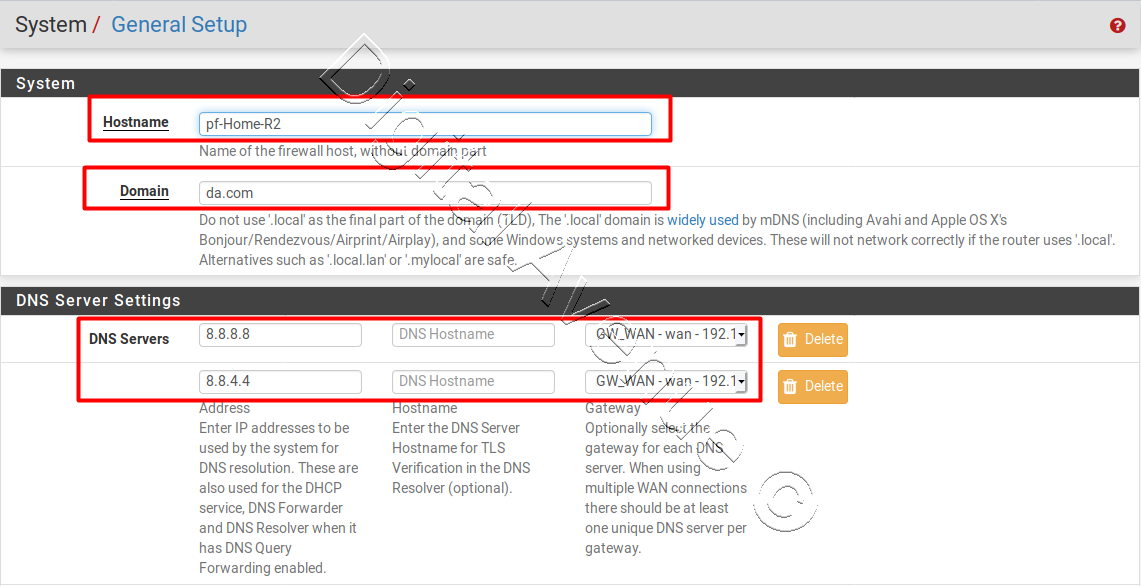 System / General Setup
System
Hostname
pf-Home-R2
Name of the firewall host, without domain part
Domain
da.com
Do not use '.local' as the final part of the domain (TLD), The '.local' domain is widely used by mDNS (including Avahi and Apple OS X's
Bonjour/Rendezvous/Airprint/Airplay), and some Windows systems and networked devices. These will not network correctly if the router uses '.local'.
Alternatives such as '.local.lan' or '.mylocal' are safe.
DNS Server Settings
DNS Servers
8.8.8.8
DNS Hostname
GW_WAN - wan - 192.1
Delete
8.8.4.4
DNS Hostname
GW_WAN - wan - 192.1
Delete
Address
Enter IP addresses to be
used by the system for
DNS resolution. These are
also used for the DHCP
service, DNS Forwarder
and DNS Resolver when it
has DNS Query
Forwarding enabled.
Hostname
Enter the DNS Server
Hostname for TLS
Verification in the DNS
Resolver (optional).
Gateway
Optionally select the
gateway for each DNS
server. When using
multiple WAN connections
there should be at least
one unique DNS server per
gateway.
Digital Avenue ©